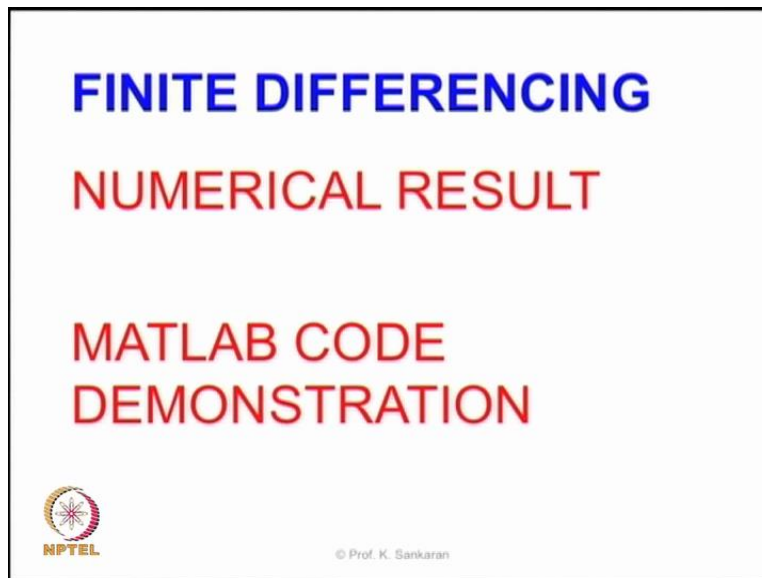 FINITE DIFFERENCING
NUMERICAL RESULT
MATLAB CODE
DEMONSTRATION
NPTEL
© Prof. K. Sankaran